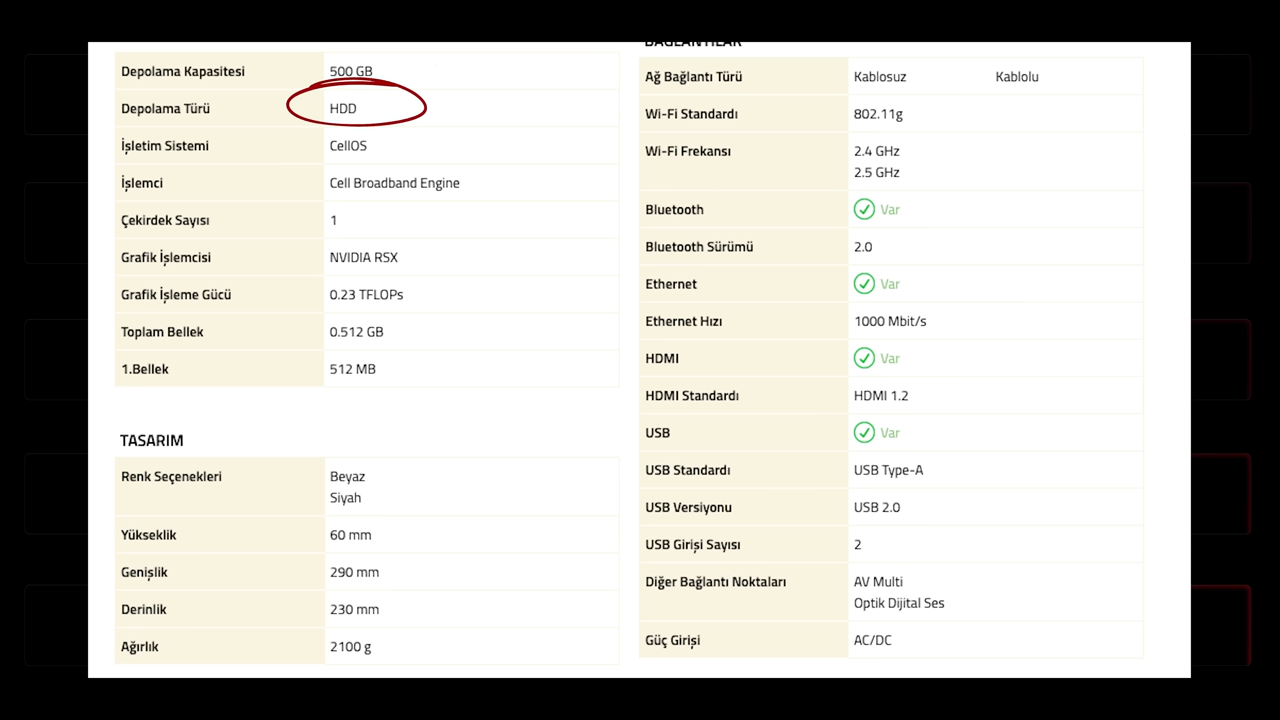 Depolama Kapasitesi 500 GB
Depolama Türü HDD
İşletim Sistemi CellOS
İşlemci Cell Broadband Engine
Çekirdek Sayısı 1
Grafik İşlemcisi NVIDIA RSX
Grafik İşleme Gücü 0.23 TFLOPs
Toplam Bellek 0.512 GB
1.Bellek 512 MB
TASARIM
Renk Seçenekleri Beyaz
Siyah
Yükseklik 60 mm
Genişlik 290 mm
Derinlik 230 mm
Ağırlık 2100 g
BAĞLANTILAR
Ağ Bağlantı Türü Kablosuz Kablolu
Wi-Fi Standardı 802.11g
Wi-Fi Frekansı 2.4 GHz
2.5 GHz
Bluetooth Var
Bluetooth Sürümü 2.0
Ethernet Var
Ethernet Hızı 1000 Mbit/s
HDMI Var
HDMI Standardı HDMI 1.2
USB Var
USB Standardı USB Type-A
USB Versiyonu USB 2.0
USB Girişi Sayısı 2
Diğer Bağlantı Noktaları AV Multi
Optik Dijital Ses
Güç Girişi AC/DC